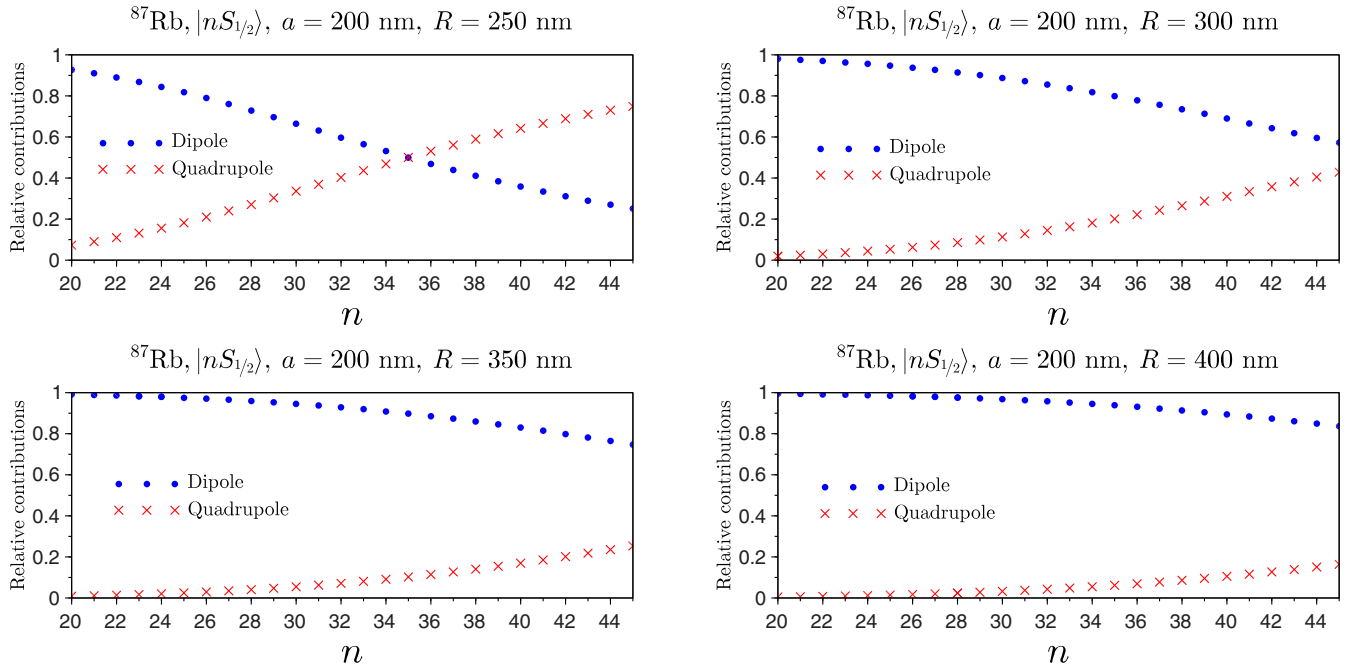 ⁸⁷Rb, |nS₁/₂⟩, a = 200 nm, R = 250 nm
Relative contributions
1
0.8
0.6
0.4
0.2
0
Dipole
Quadrupole
20 22 24 26 28 30 32 34 36 38 40 42 44
n
⁸⁷Rb, |nS₁/₂⟩, a = 200 nm, R = 300 nm
Relative contributions
1
0.8
0.6
0.4
0.2
0
Dipole
Quadrupole
20 22 24 26 28 30 32 34 36 38 40 42 44
n
⁸⁷Rb, |nS₁/₂⟩, a = 200 nm, R = 350 nm
Relative contributions
1
0.8
0.6
0.4
0.2
0
Dipole
Quadrupole
20 22 24 26 28 30 32 34 36 38 40 42 44
n
⁸⁷Rb, |nS₁/₂⟩, a = 200 nm, R = 400 nm
Relative contributions
1
0.8
0.6
0.4
0.2
0
Dipole
Quadrupole
20 22 24 26 28 30 32 34 36 38 40 42 44
n